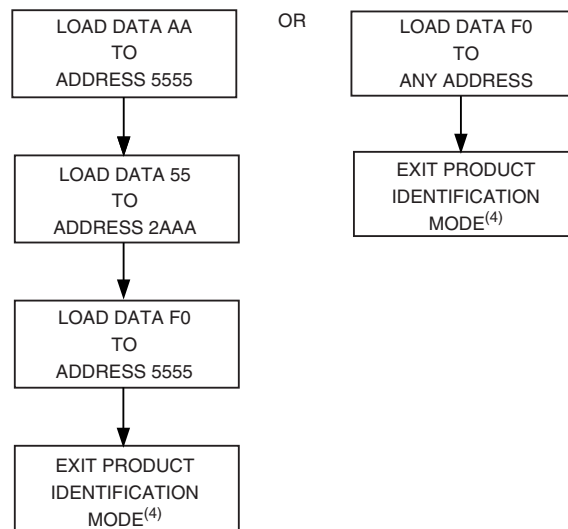 LOAD DATA AA
TO
ADDRESS 5555
LOAD DATA 55
TO
ADDRESS 2AAA
LOAD DATA F0
TO
ADDRESS 5555
EXIT PRODUCT
IDENTIFICATION
MODE(4)
OR
LOAD DATA F0
TO
ANY ADDRESS
EXIT PRODUCT
IDENTIFICATION
MODE(4)